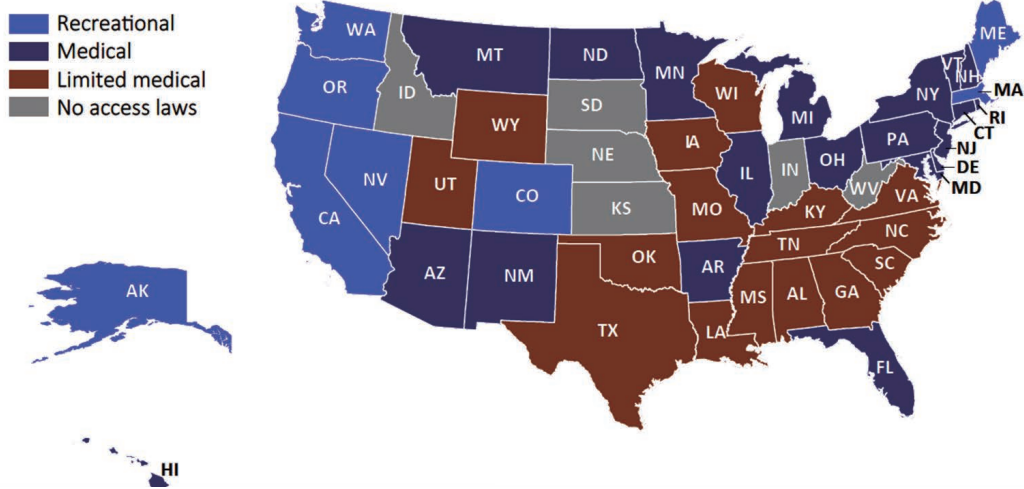 Recreational
Medical
Limited medical
No access laws
WA
MT
ND
MN
OR
ID
SD
WI
WY
NE
IA
MI
NY
VT
NH
ME
MA
RI
CT
NJ
DE
MD
PA
OH
IN
IL
WV
VA
NV
UT
CO
KS
MO
KY
CA
AZ
NM
OK
AR
TN
NC
SC
TX
LA
MS
AL
GA
FL
AK
HI